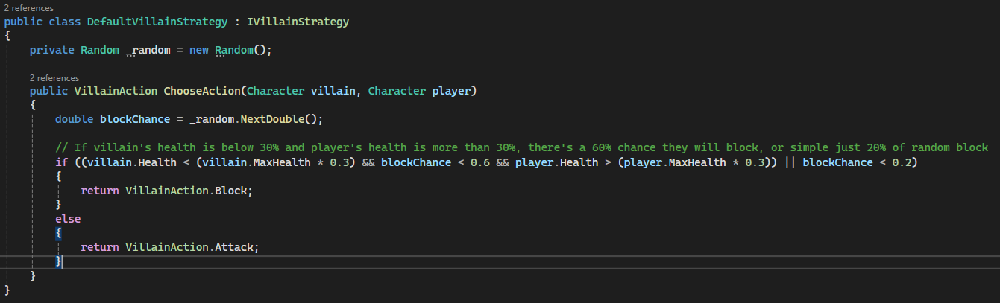 2 references
public class DefaultVillainStrategy : IVillainStrategy
{
private Random _random = new Random();
2 references
public VillainAction ChooseAction(Character villain, Character player)
{
double blockChance = _random.NextDouble();
// If villain's health is below 30% and player's health is more than 30%, there's a 60% chance they will block, or simple just 20% of random block
if ((villain.Health < (villain.MaxHealth * 0.3) && blockChance < 0.6 && player.Health > (player.MaxHealth * 0.3)) || blockChance < 0.2)
{
return VillainAction.Block;
}
else
{
return VillainAction.Attack;
}
}
}